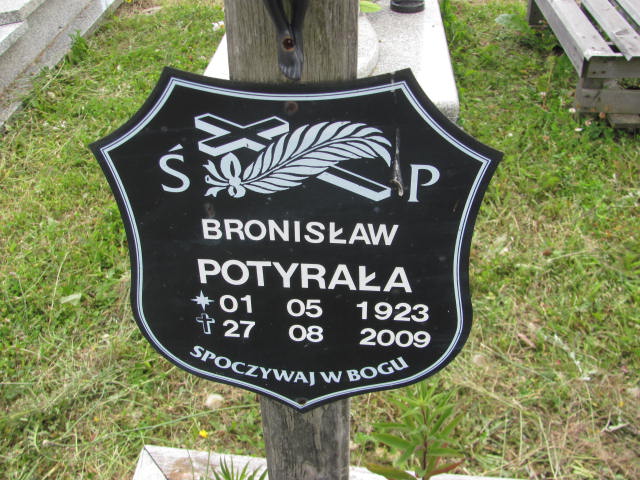 Ś P
BRONISŁAW
POTYRAŁA
01 05 1923
27 08 2009
SPOCZYWAJ W BOGU